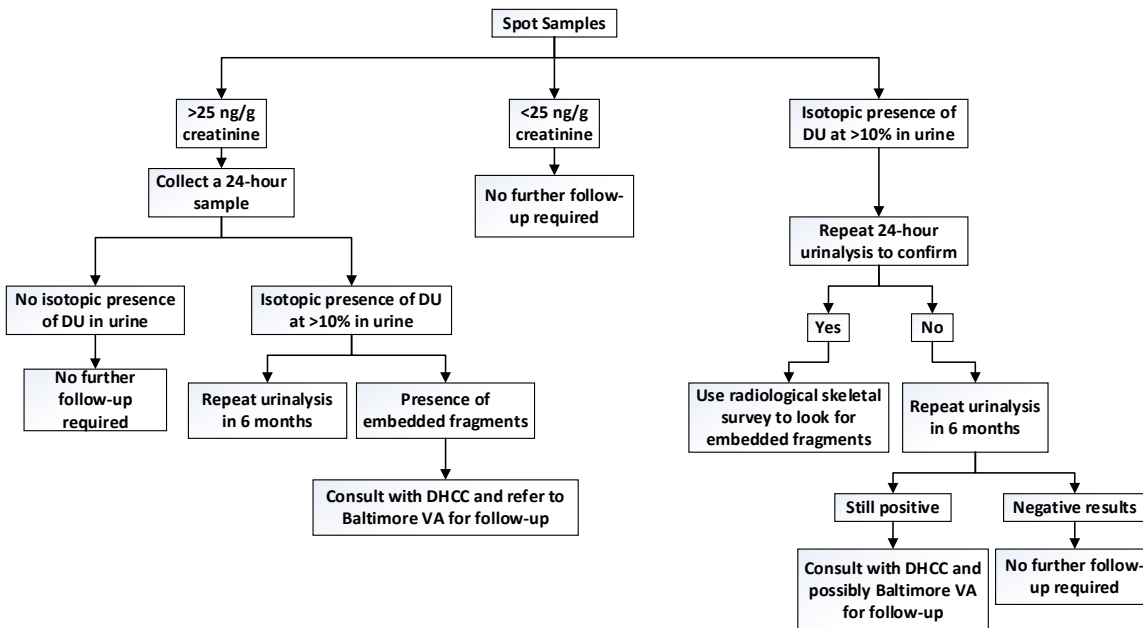 Spot Samples
>25 ng/g
creatinine
<25 ng/g
creatinine
Isotopic presence of
DU at >10% in urine
Collect a 24-hour
sample
No further follow-
up required
Repeat 24-hour
urinalysis to confirm
No isotopic presence
of DU in urine
Isotopic presence of DU
at >10% in urine
Yes
No
No further
follow-up
required
Repeat urinalysis
in 6 months
Presence of
embedded fragments
Use radiological skeletal
survey to look for
embedded fragments
Repeat urinalysis
in 6 months
Consult with DHCC and refer to
Baltimore VA for follow-up
Still positive
Negative results
Consult with DHCC and
possibly Baltimore VA
for follow-up
No further follow-
up required